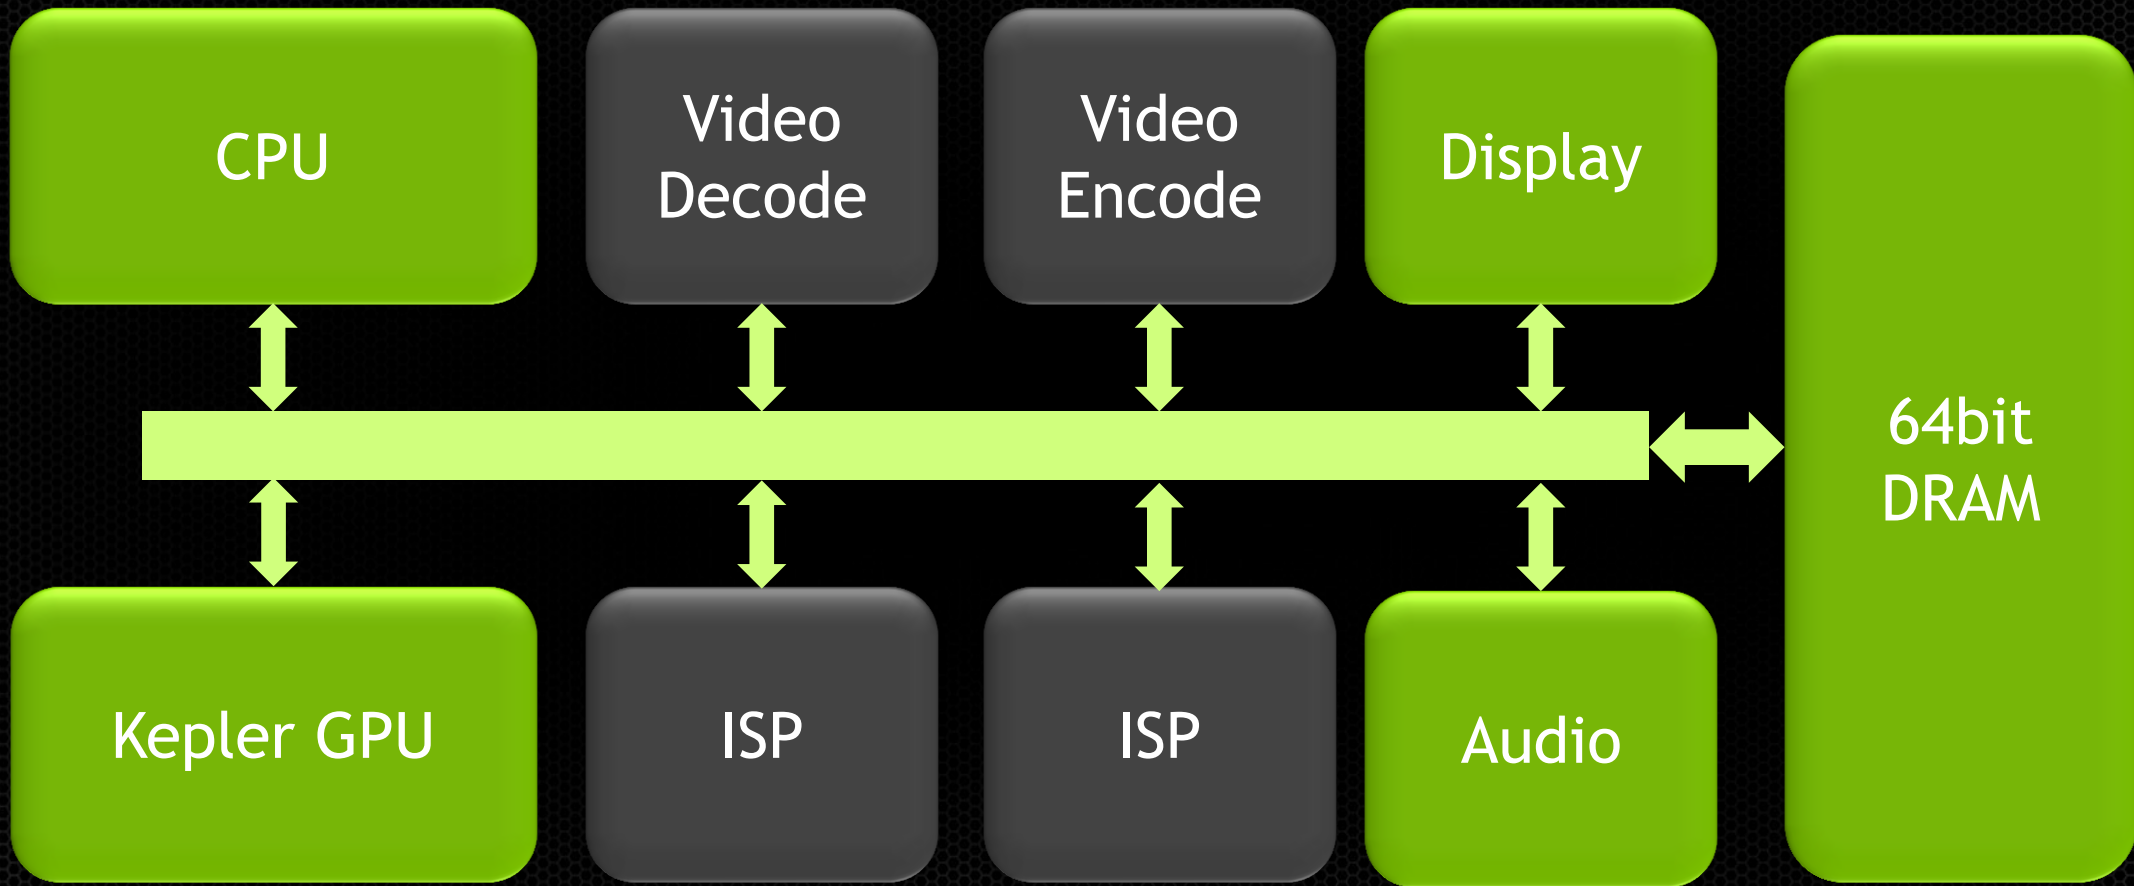 CPU
Video
Decode
Video
Encode
Display
64bit
DRAM
Kepler GPU
ISP
ISP
Audio